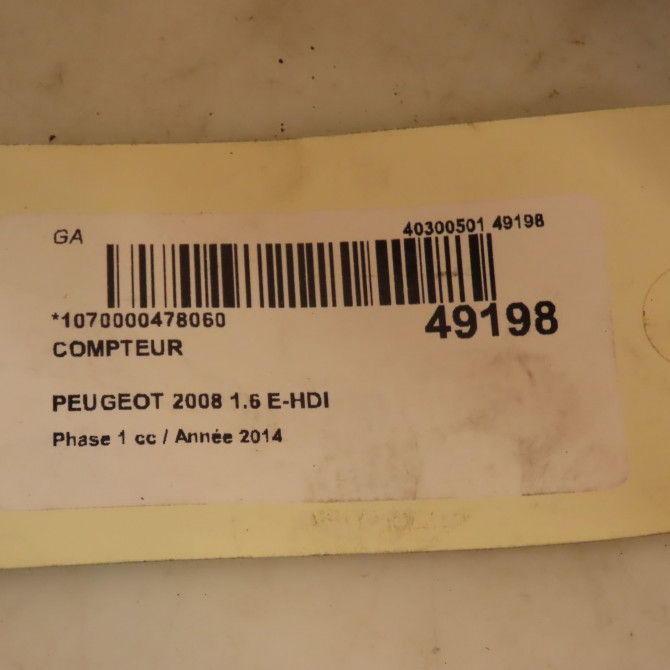 GA
40300501 49198
*1070000478060
49198
COMPTEUR
PEUGEOT 2008 1.6 E-HDI
Phase 1 cc / Année 2014